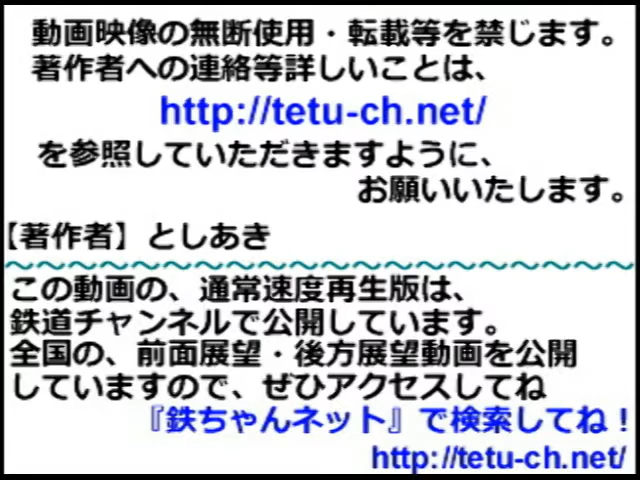 動画映像の無断使用・転載等を禁じます。
著作者への連絡等詳しいことは、
http://tetu-ch.net/
を参照していただきますように、
お願いいたします。
【著作者】としあき
～～～～～～～～～～～～～～～～～～～～
この動画の、通常速度再生版は、
鉄道チャンネルで公開しています。
全国の、前面展望・後方展望動画を公開
していますので、ぜひアクセスしてね
『鉄ちゃんネット』で検索してね！
http://tetu-ch.net/